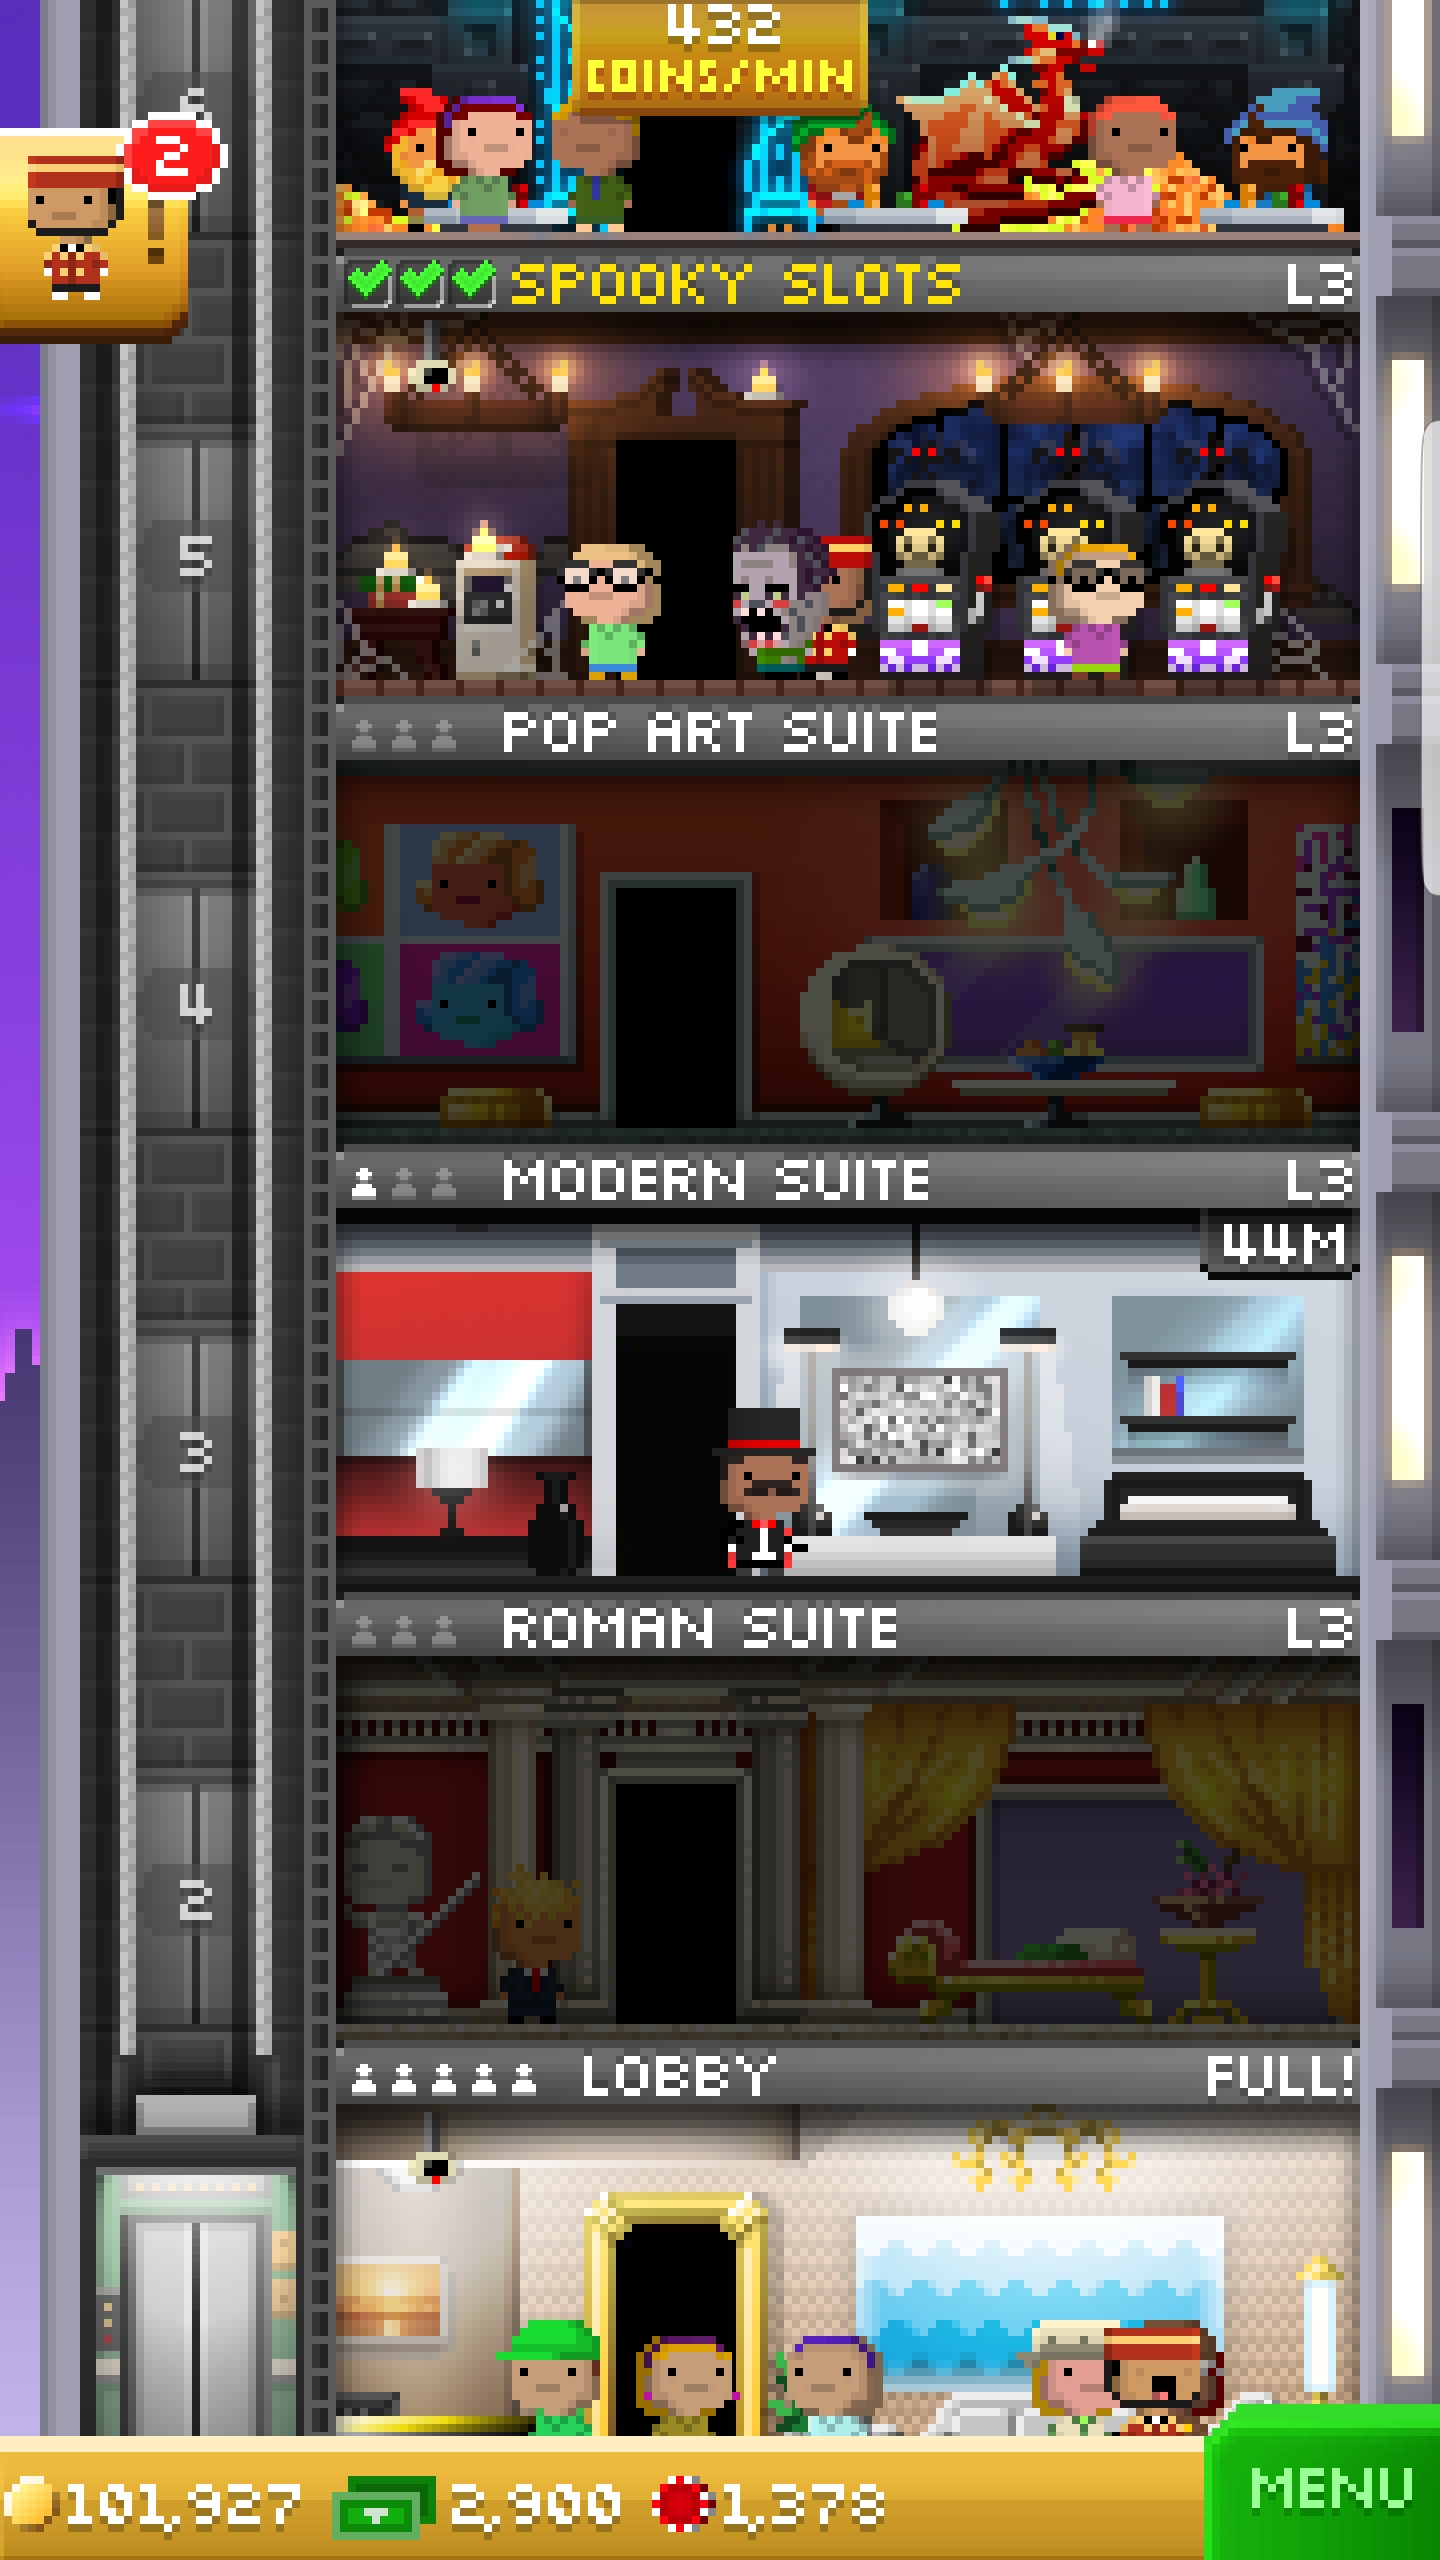 432
COINS/MIN
2
!
SPOOKY SLOTS L3
5
POP ART SUITE L3
4
MODERN SUITE L3
44M
3
ROMAN SUITE L3
2
LOBBY FULL!
101,927 2,900 1,378 MENU